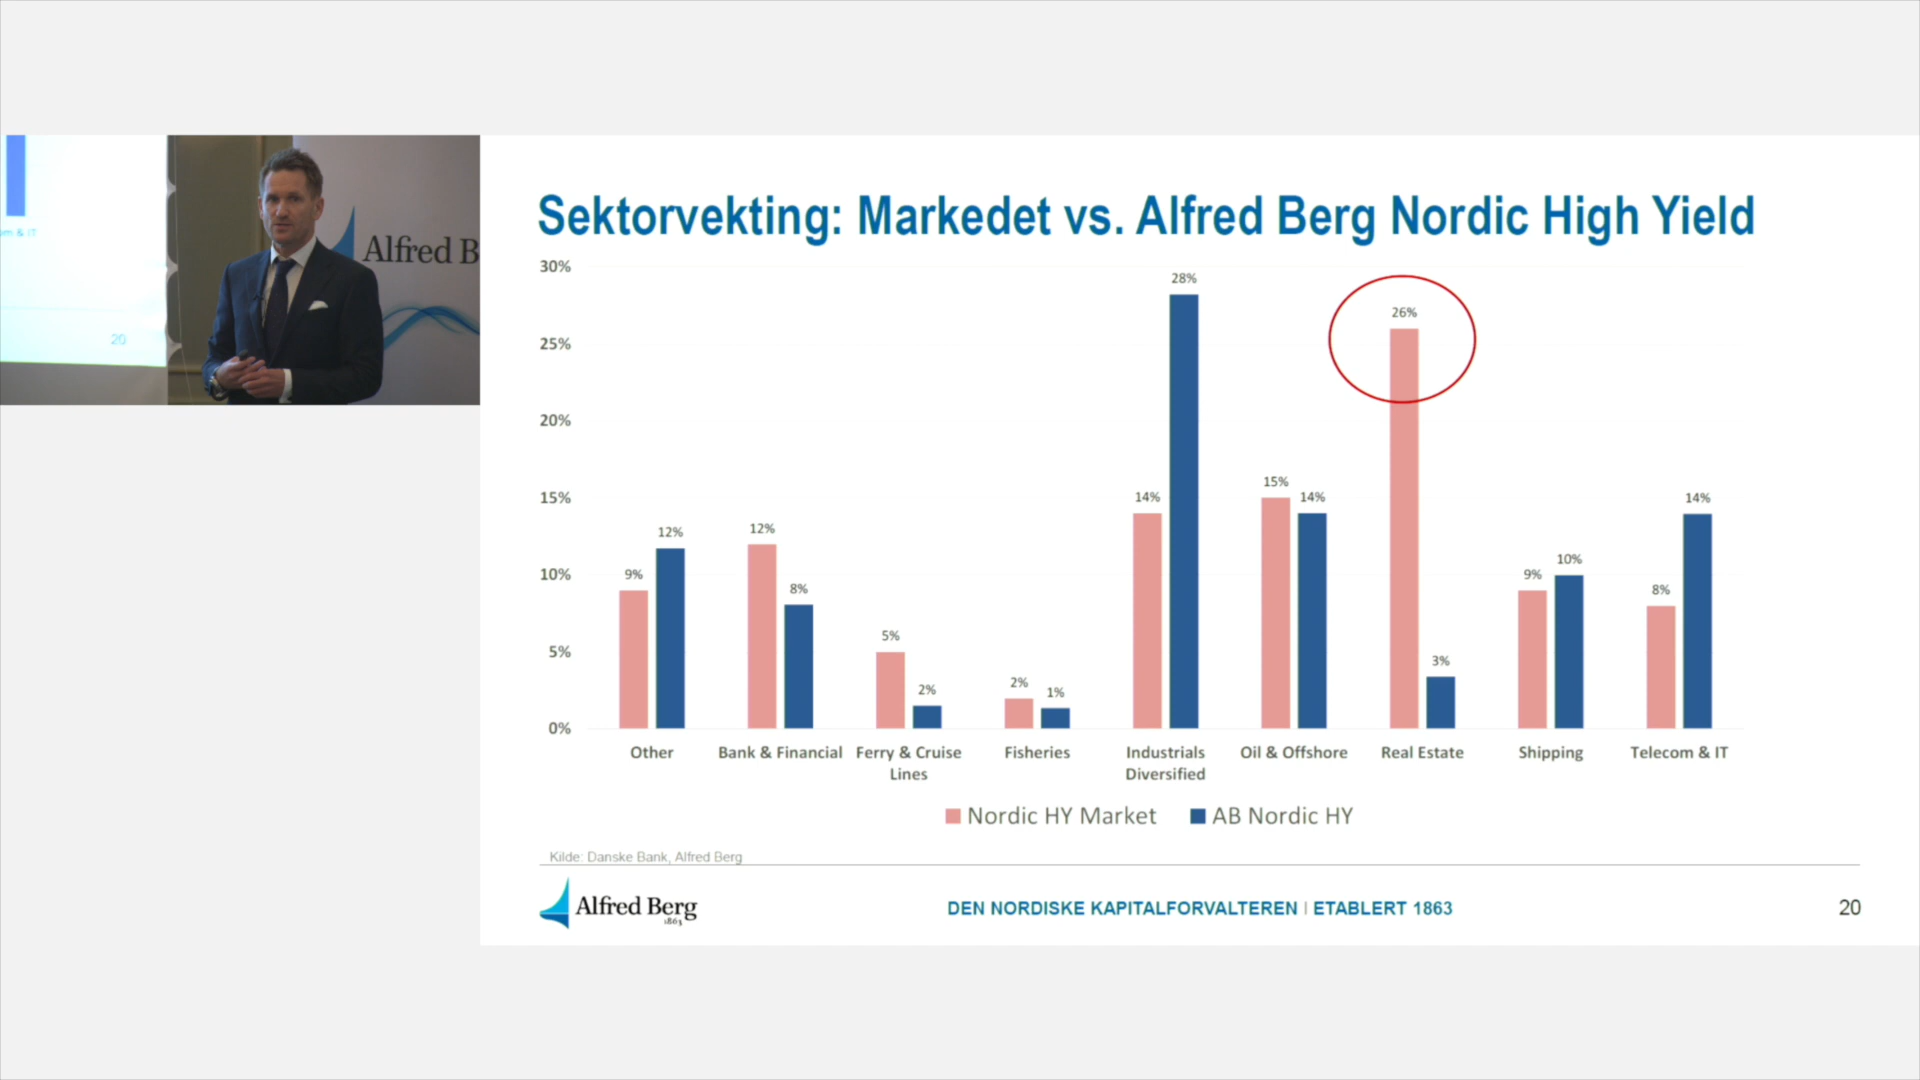 m & IT
20
Alfred B
Sektorvekting: Markedet vs. Alfred Berg Nordic High Yield
30%
25%
20%
15%
10%
5%
0%
9%
12%
12%
8%
5%
2%
2%
1%
14%
28%
15%
14%
26%
3%
9%
10%
8%
14%
Other
Bank & Financial
Ferry & Cruise
Lines
Fisheries
Industrials
Diversified
Oil & Offshore
Real Estate
Shipping
Telecom & IT
Nordic HY Market
AB Nordic HY
Kilde: Danske Bank, Alfred Berg
Alfred Berg
1863
DEN NORDISKE KAPITALFORVALTEREN | ETABLERT 1863
20